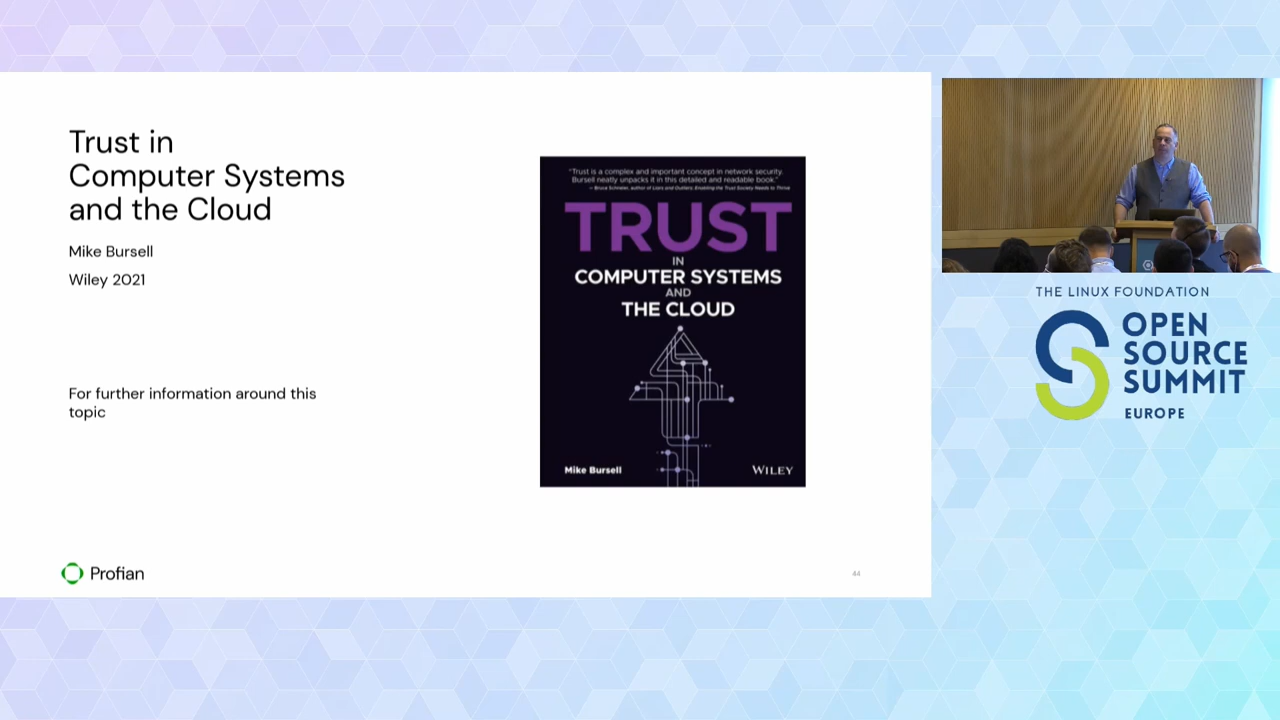 Trust in
Computer Systems
and the Cloud
Mike Bursell
Wiley 2021
For further information around this
topic
"Trust is a complex and important concept in network security.
Bursell neatly unpacks it in this detailed and readable book."
— Bruce Schneier, author of Liars and Outliers: Enabling the Trust Society Needs to Thrive
TRUST
IN
COMPUTER SYSTEMS
AND
THE CLOUD
Mike Bursell
WILEY
Profian
44
THE LINUX FOUNDATION
OPEN
SOURCE
SUMMIT
EUROPE